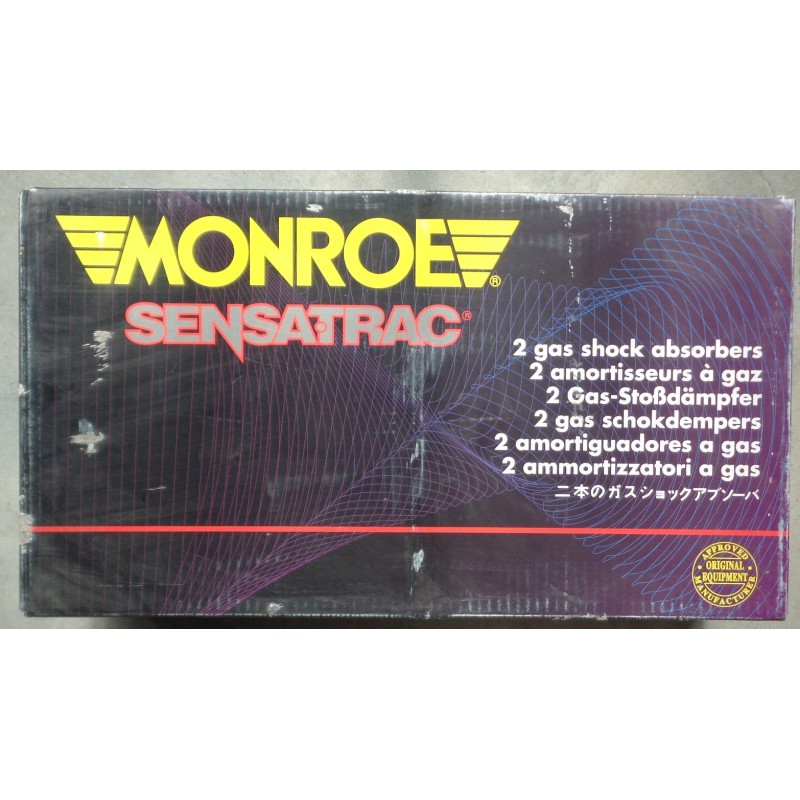 MONROE®
SENSA·TRAC®
2 gas shock absorbers
2 amortisseurs à gaz
2 Gas-Stoßdämpfer
2 gas schokdempers
2 amortiguadores a gas
2 ammortizzatori a gas
二本のガスショックアブソーバ
APPROVED
ORIGINAL
EQUIPMENT
MANUFACTURER